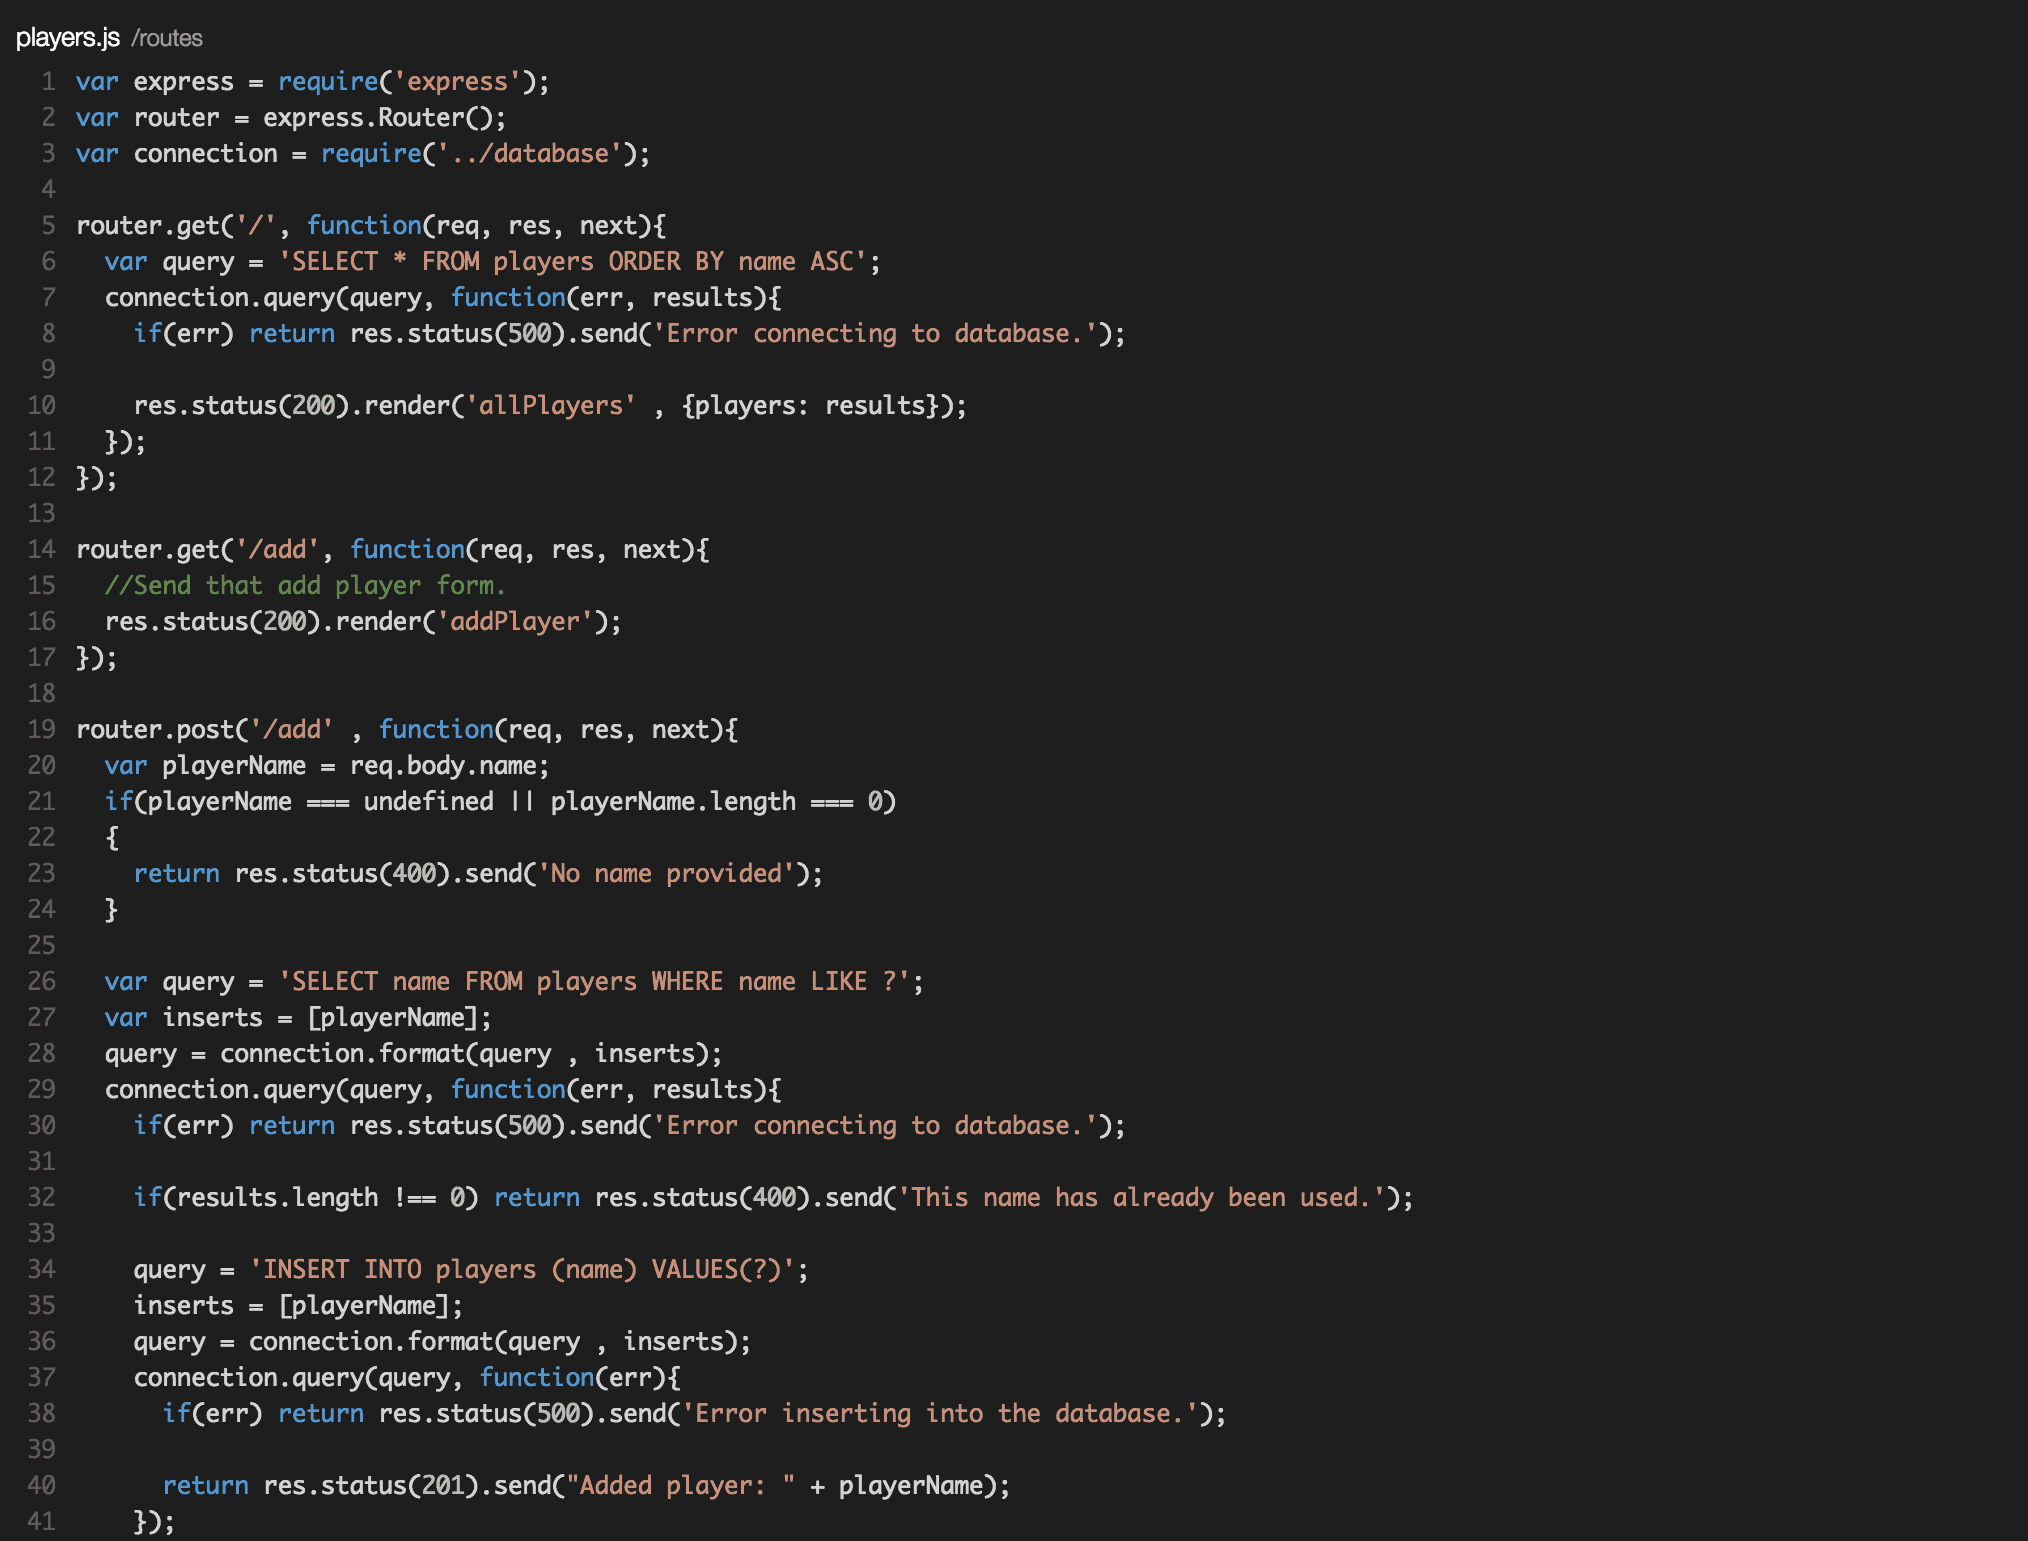 players.js /routes
1 var express = require('express');
2 var router = express.Router();
3 var connection = require('../database');
4
5 router.get('/', function(req, res, next){
6   var query = 'SELECT * FROM players ORDER BY name ASC';
7   connection.query(query, function(err, results){
8     if(err) return res.status(500).send('Error connecting to database.');
9
10     res.status(200).render('allPlayers' , {players: results});
11   });
12 });
13
14 router.get('/add', function(req, res, next){
15   //Send that add player form.
16   res.status(200).render('addPlayer');
17 });
18
19 router.post('/add' , function(req, res, next){
20   var playerName = req.body.name;
21   if(playerName === undefined || playerName.length === 0)
22   {
23     return res.status(400).send('No name provided');
24   }
25
26   var query = 'SELECT name FROM players WHERE name LIKE ?';
27   var inserts = [playerName];
28   query = connection.format(query , inserts);
29   connection.query(query, function(err, results){
30     if(err) return res.status(500).send('Error connecting to database.');
31
32     if(results.length !== 0) return res.status(400).send('This name has already been used.');
33
34     query = 'INSERT INTO players (name) VALUES(?)';
35     inserts = [playerName];
36     query = connection.format(query , inserts);
37     connection.query(query, function(err){
38       if(err) return res.status(500).send('Error inserting into the database.');
39
40       return res.status(201).send("Added player: " + playerName);
41     });